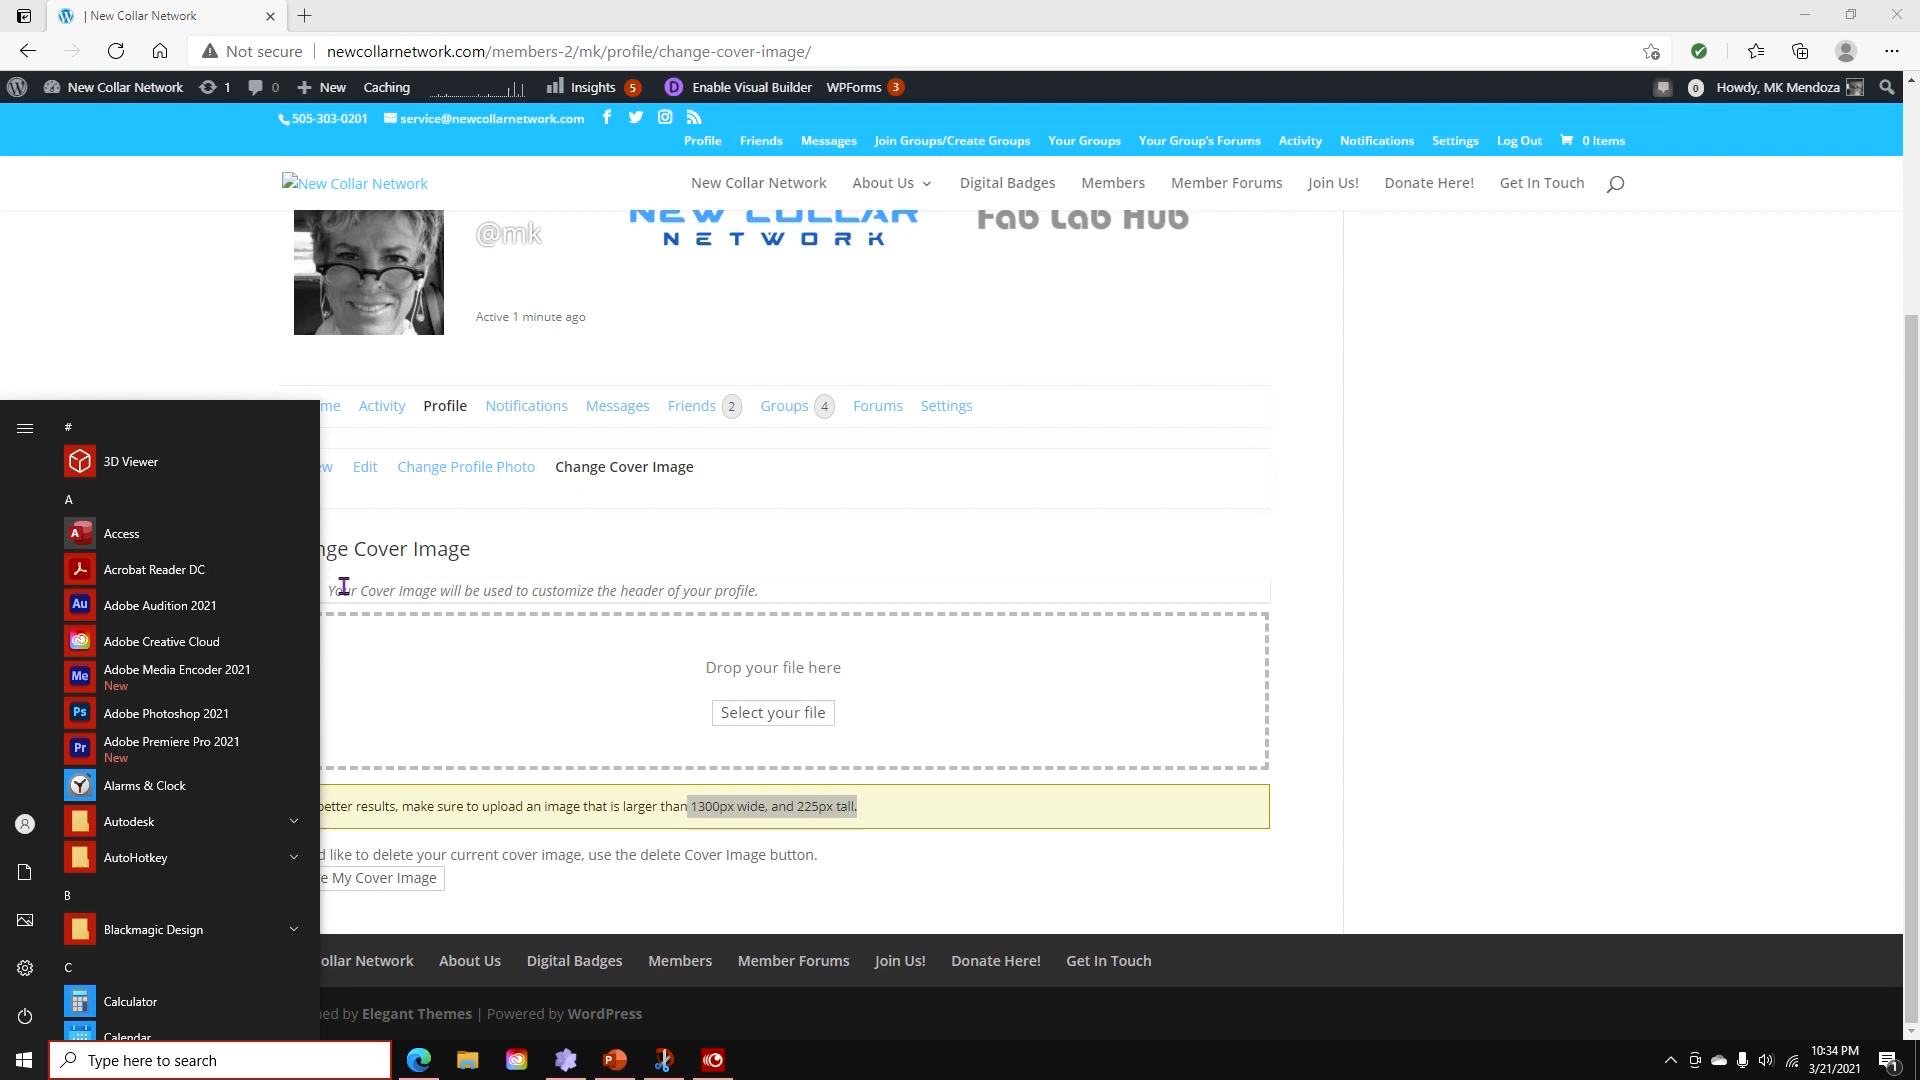 | New Collar Network
Not secure
newcollarnetwork.com/members-2/mk/profile/change-cover-image/
New Collar Network 1 0 New Caching Insights 5 Enable Visual Builder WPForms 3 0 Howdy, MK Mendoza
505-303-0201 service@newcollarnetwork.com
Profile Friends Messages Join Groups/Create Groups Your Groups Your Group's Forums Activity Notifications Settings Log Out 0 Items
New Collar Network
New Collar Network About Us Digital Badges Members Member Forums Join Us! Donate Here! Get In Touch
@mk
NEW COLLAR
NETWORK
Fab Lab Hub
Active 1 minute ago
me Activity Profile Notifications Messages Friends 2 Groups 4 Forums Settings
ew Edit Change Profile Photo Change Cover Image
nge Cover Image
Your Cover Image will be used to customize the header of your profile.
Drop your file here
Select your file
better results, make sure to upload an image that is larger than 1300px wide, and 225px tall.
d like to delete your current cover image, use the delete Cover Image button.
e My Cover Image
ollar Network About Us Digital Badges Members Member Forums Join Us! Donate Here! Get In Touch
ned by Elegant Themes | Powered by WordPress
#
3D Viewer
A
Access
Acrobat Reader DC
Adobe Audition 2021
Adobe Creative Cloud
Adobe Media Encoder 2021
New
Adobe Photoshop 2021
Adobe Premiere Pro 2021
New
Alarms & Clock
Autodesk
AutoHotkey
B
Blackmagic Design
C
Calculator
Calendar
Type here to search
10:34 PM
3/21/2021
1